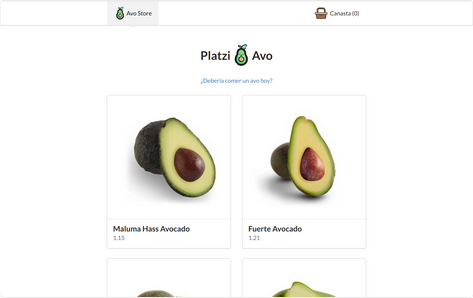 Avo Store
Canasta (0)
Platzi Avo
¿Debería comer un avo hoy?
Maluma Hass Avocado
1.15
Fuerte Avocado
1.21